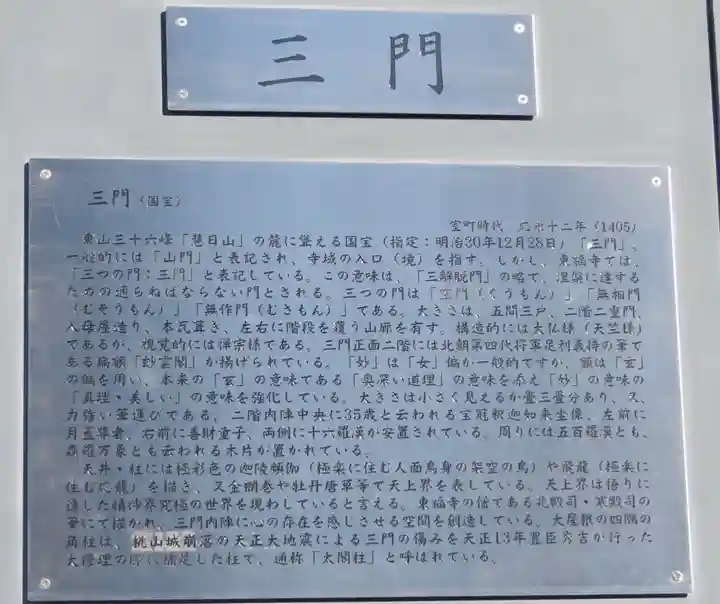 三門
三門(国宝)
室町時代 応永十二年(1405)
東山三十六峰「慧日山」の麓に聳える国宝(指定:明治30年12月28日)「三門」。
一般的には「山門」と表記され、寺域の入口(境)を指す。しかし、東福寺では、
「三つの門:三門」と表記している。この意味は、「三解脱門」の略で、涅槃に達する
ための通らねばならない門とされる。三つの門は「空門(くうもん)」「無相門
(むそうもん)」「無作門(むさもん)」である。大きさは、五間三戸、二階二重門、
入母屋造り、本瓦葺き、左右に階段を覆う山廊を有す。構造的には大仏様(天竺様)
であるが、視覚的には禅宗様である。三門正面二階には北朝第四代将軍足利義持の筆で
ある扁額「妙雲閣」が揚げられている。「妙」は「女」偏が一般的ですが、額は「玄」
の偏を用い、本来の「玄」の意味である「奥深い道理」の意味を添え「妙」の意味の
「真理・美しい」の意味を強化している。大きさは小さく見えるが畳三畳分あり、又、
力強い筆運びである。二階内陣中央に35歳と云われる宝冠釈迦如来坐像、左前に
月蓋尊者、右前に善財童子、両側に十六羅漢が安置されている。周りには五百羅漢とも、
森羅万象とも云われる木片が置かれている。
天井・柱には極彩色の迦陵頻伽(極楽に住む人面鳥身の架空の鳥)や飛龍(極楽に
住む応龍)を描き、又金襴巻や牡丹唐草等で天上界を表している。天上界は悟りに
達した精神界究極の世界を現わしていると言える。東福寺の僧である兆殿司・寒殿司の
筆にて描かれ、三門内陣に心の存在を感じさせる空間を創造している。大屋根の四隅の
角柱は、桃山城崩落の天正大地震による三門の傷みを天正13年豊臣秀吉が行った
大修理の際に補足した柱で、通称「太閤柱」と呼ばれている。